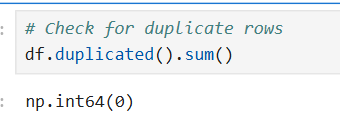 : # Check for duplicate rows
df.duplicated().sum()
: np.int64(0)